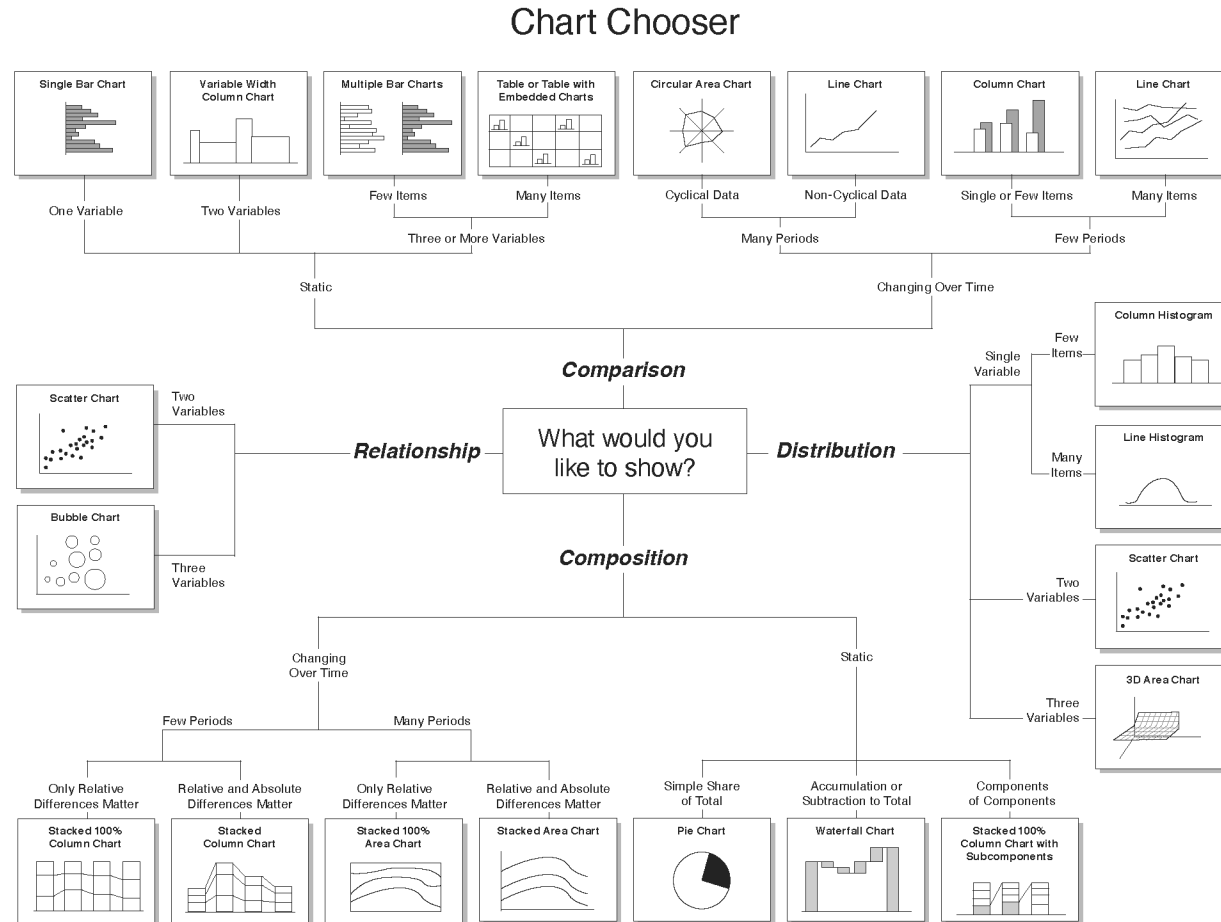 Chart Chooser
Single Bar Chart
Variable Width
Column Chart
Multiple Bar Charts
Table or Table with
Embedded Charts
Circular Area Chart
Line Chart
Column Chart
Line Chart
One Variable
Two Variables
Few Items
Many Items
Cyclical Data
Non-Cyclical Data
Single or Few Items
Many Items
Three or More Variables
Many Periods
Few Periods
Static
Changing Over Time
Comparison
Relationship
What would you
like to show?
Distribution
Composition
Scatter Chart
Two
Variables
Bubble Chart
Three
Variables
Single
Variable
Few
Items
Column Histogram
Many
Items
Line Histogram
Two
Variables
Scatter Chart
Three
Variables
3D Area Chart
Changing
Over Time
Static
Few Periods
Many Periods
Only Relative
Differences Matter
Relative and Absolute
Differences Matter
Only Relative
Differences Matter
Relative and Absolute
Differences Matter
Simple Share
of Total
Accumulation or
Subtraction to Total
Components
of Components
Stacked 100%
Column Chart
Stacked
Column Chart
Stacked 100%
Area Chart
Stacked Area Chart
Pie Chart
Waterfall Chart
Stacked 100%
Column Chart with
Subcomponents